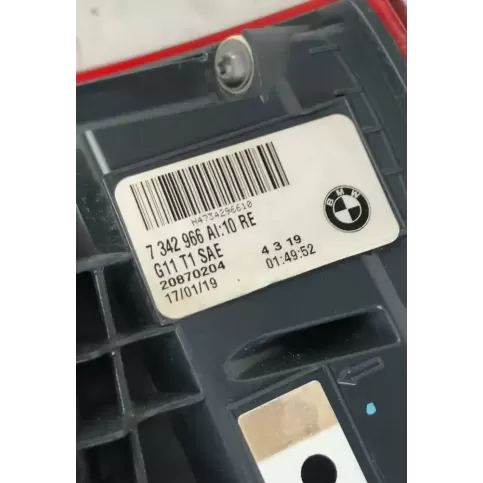 H4734296610
7 342 966 AI:10 RE
G11 T1 SAE
20870204 4 3 19
17/01/19 01:49:52
BMW